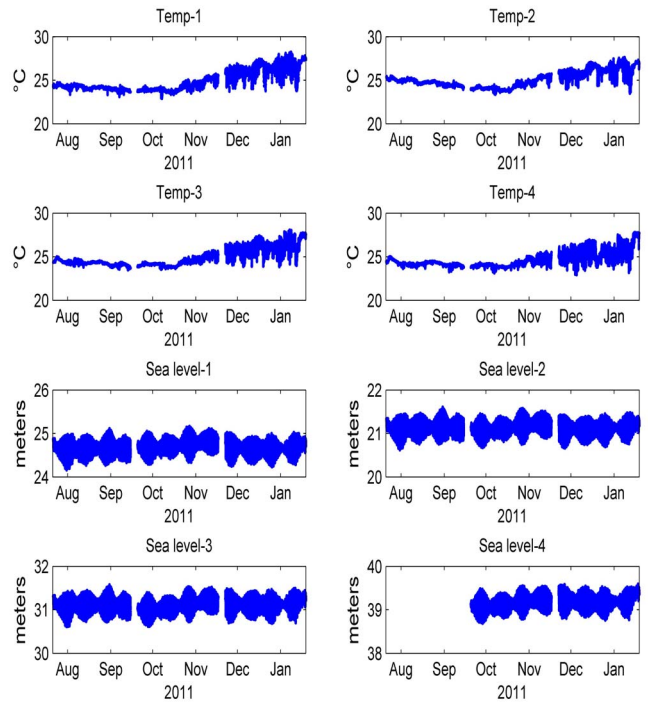 Temp-1
30
25
20
°C
Aug Sep Oct Nov Dec Jan
2011
Temp-2
30
25
20
°C
Aug Sep Oct Nov Dec Jan
2011
Temp-3
30
25
20
°C
Aug Sep Oct Nov Dec Jan
2011
Temp-4
30
25
20
°C
Aug Sep Oct Nov Dec Jan
2011
Sea level-1
26
25
24
meters
Aug Sep Oct Nov Dec Jan
2011
Sea level-2
22
21
20
meters
Aug Sep Oct Nov Dec Jan
2011
Sea level-3
32
31
30
meters
Aug Sep Oct Nov Dec Jan
2011
Sea level-4
40
39
38
meters
Aug Sep Oct Nov Dec Jan
2011